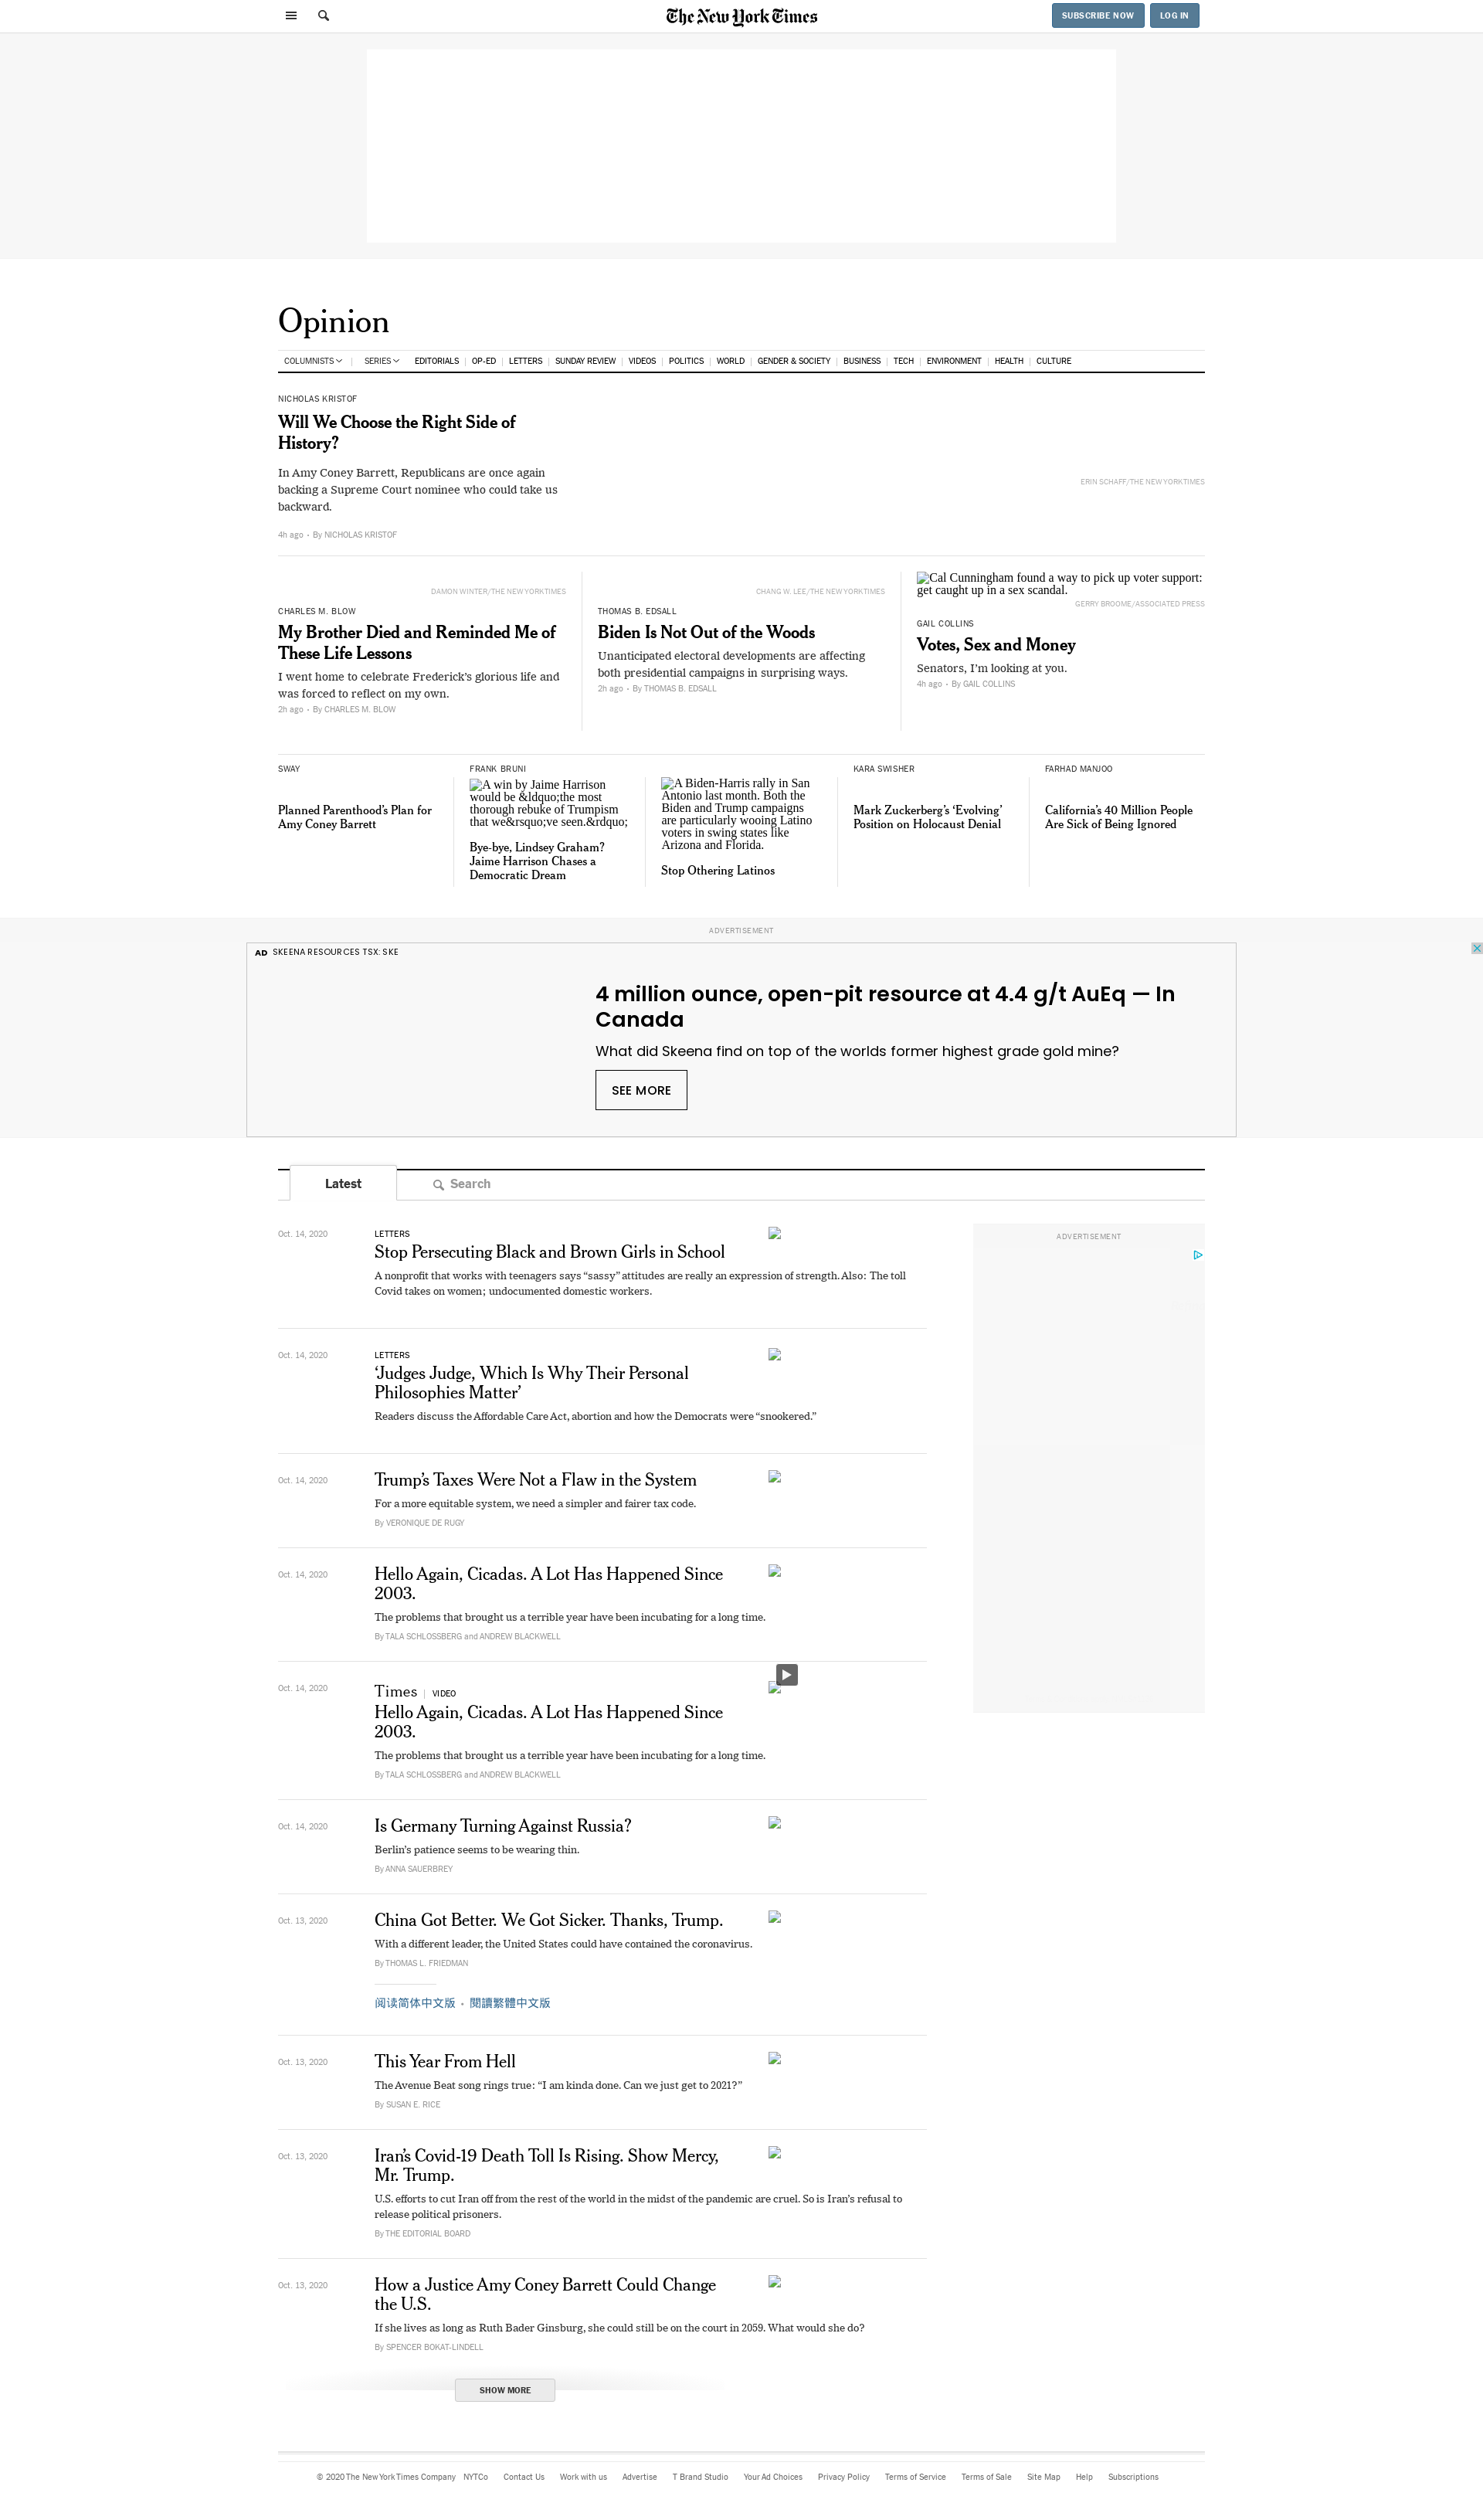 The New York Times
SUBSCRIBE NOW
LOG IN
Opinion
COLUMNISTS
SERIES
EDITORIALS
OP-ED
LETTERS
SUNDAY REVIEW
VIDEOS
POLITICS
WORLD
GENDER & SOCIETY
BUSINESS
TECH
ENVIRONMENT
HEALTH
CULTURE
NICHOLAS KRISTOF
Will We Choose the Right Side of
History?
In Amy Coney Barrett, Republicans are once again
backing a Supreme Court nominee who could take us
backward.
4h ago • By NICHOLAS KRISTOF
ERIN SCHAFF/THE NEW YORK TIMES
DAMON WINTER/THE NEW YORK TIMES
CHARLES M. BLOW
My Brother Died and Reminded Me of
These Life Lessons
I went home to celebrate Frederick's glorious life and
was forced to reflect on my own.
2h ago • By CHARLES M. BLOW
CHANG W. LEE/THE NEW YORK TIMES
THOMAS B. EDSALL
Biden Is Not Out of the Woods
Unanticipated electoral developments are affecting
both presidential campaigns in surprising ways.
2h ago • By THOMAS B. EDSALL
Cal Cunningham found a way to pick up voter support:
get caught up in a sex scandal.
GERRY BROOME/ASSOCIATED PRESS
GAIL COLLINS
Votes, Sex and Money
Senators, I'm looking at you.
4h ago • By GAIL COLLINS
SWAY
Planned Parenthood's Plan for
Amy Coney Barrett
FRANK BRUNI
A win by Jaime Harrison
would be &ldquo;the most
thorough rebuke of Trumpism
that we&rsquo;ve seen.&rdquo;
Bye-bye, Lindsey Graham?
Jaime Harrison Chases a
Democratic Dream
A Biden-Harris rally in San
Antonio last month. Both the
Biden and Trump campaigns
are particularly wooing Latino
voters in swing states like
Arizona and Florida.
Stop Othering Latinos
KARA SWISHER
Mark Zuckerberg's ‘Evolving’
Position on Holocaust Denial
FARHAD MANJOO
California's 40 Million People
Are Sick of Being Ignored
ADVERTISEMENT
AD SKEENA RESOURCES TSX: SKE
4 million ounce, open-pit resource at 4.4 g/t AuEq — In
Canada
What did Skeena find on top of the worlds former highest grade gold mine?
SEE MORE
Latest
Search
ADVERTISEMENT
Oct. 14, 2020
LETTERS
Stop Persecuting Black and Brown Girls in School
A nonprofit that works with teenagers says “sassy” attitudes are really an expression of strength. Also: The toll
Covid takes on women; undocumented domestic workers.
Oct. 14, 2020
LETTERS
‘Judges Judge, Which Is Why Their Personal
Philosophies Matter’
Readers discuss the Affordable Care Act, abortion and how the Democrats were “snookered.”
Oct. 14, 2020
Trump's Taxes Were Not a Flaw in the System
For a more equitable system, we need a simpler and fairer tax code.
By VERONIQUE DE RUGY
Oct. 14, 2020
Hello Again, Cicadas. A Lot Has Happened Since
2003.
The problems that brought us a terrible year have been incubating for a long time.
By TALA SCHLOSSBERG and ANDREW BLACKWELL
Oct. 14, 2020
Times | VIDEO
Hello Again, Cicadas. A Lot Has Happened Since
2003.
The problems that brought us a terrible year have been incubating for a long time.
By TALA SCHLOSSBERG and ANDREW BLACKWELL
Oct. 14, 2020
Is Germany Turning Against Russia?
Berlin's patience seems to be wearing thin.
By ANNA SAUERBREY
Oct. 13, 2020
China Got Better. We Got Sicker. Thanks, Trump.
With a different leader, the United States could have contained the coronavirus.
By THOMAS L. FRIEDMAN
阅读简体中文版 • 閱讀繁體中文版
Oct. 13, 2020
This Year From Hell
The Avenue Beat song rings true: “I am kinda done. Can we just get to 2021?”
By SUSAN E. RICE
Oct. 13, 2020
Iran's Covid-19 Death Toll Is Rising. Show Mercy,
Mr. Trump.
U.S. efforts to cut Iran off from the rest of the world in the midst of the pandemic are cruel. So is Iran's refusal to
release political prisoners.
By THE EDITORIAL BOARD
Oct. 13, 2020
How a Justice Amy Coney Barrett Could Change
the U.S.
If she lives as long as Ruth Bader Ginsburg, she could still be on the court in 2059. What would she do?
By SPENCER BOKAT-LINDELL
SHOW MORE
© 2020 The New York Times Company
NYTCo
Contact Us
Work with us
Advertise
T Brand Studio
Your Ad Choices
Privacy Policy
Terms of Service
Terms of Sale
Site Map
Help
Subscriptions